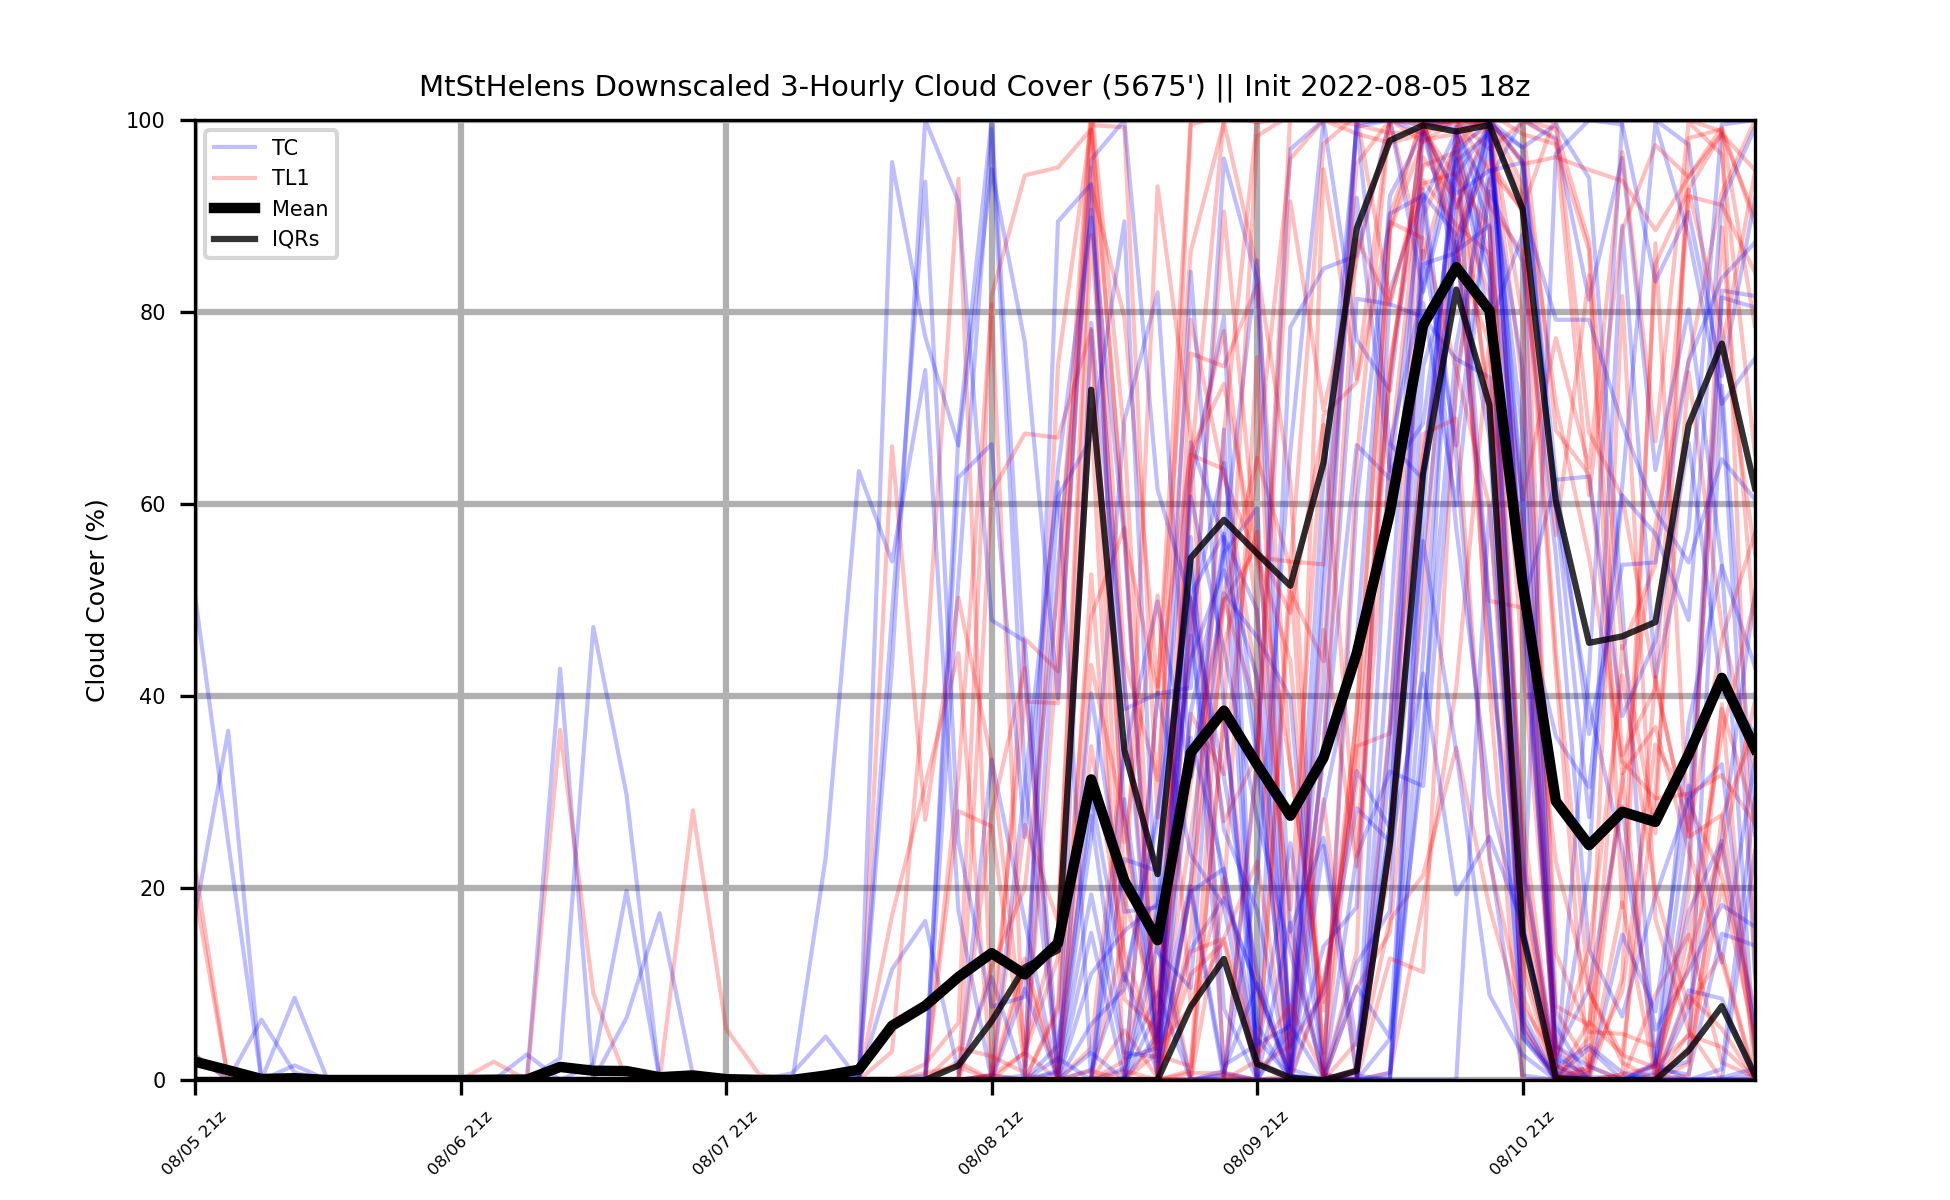 MtStHelens Downscaled 3-Hourly Cloud Cover (5675') || Init 2022-08-05 18z
TC
TL1
Mean
IQRs
Cloud Cover (%)
100
80
60
40
20
0
08/05 21z
08/06 21z
08/07 21z
08/08 21z
08/09 21z
08/10 21z